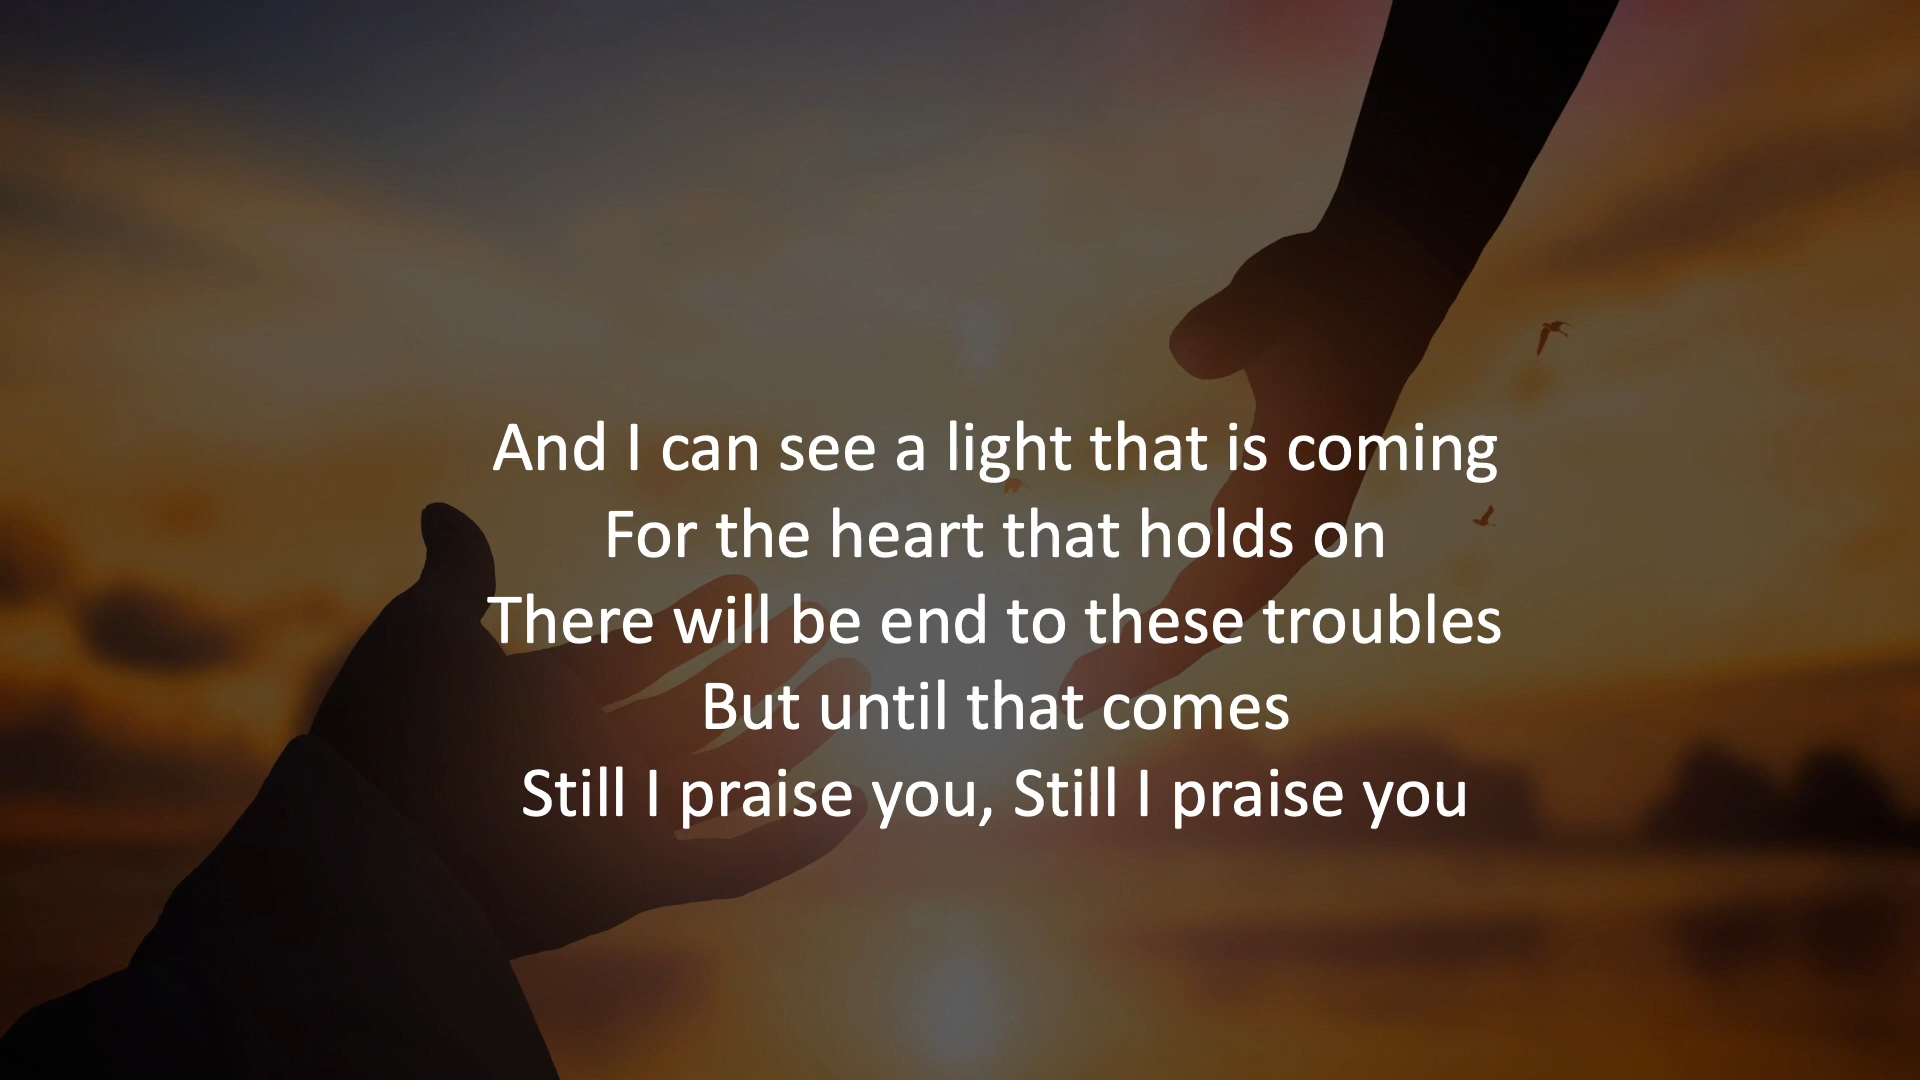 And I can see a light that is coming
For the heart that holds on
There will be end to these troubles
But until that comes
Still I praise you, Still I praise you